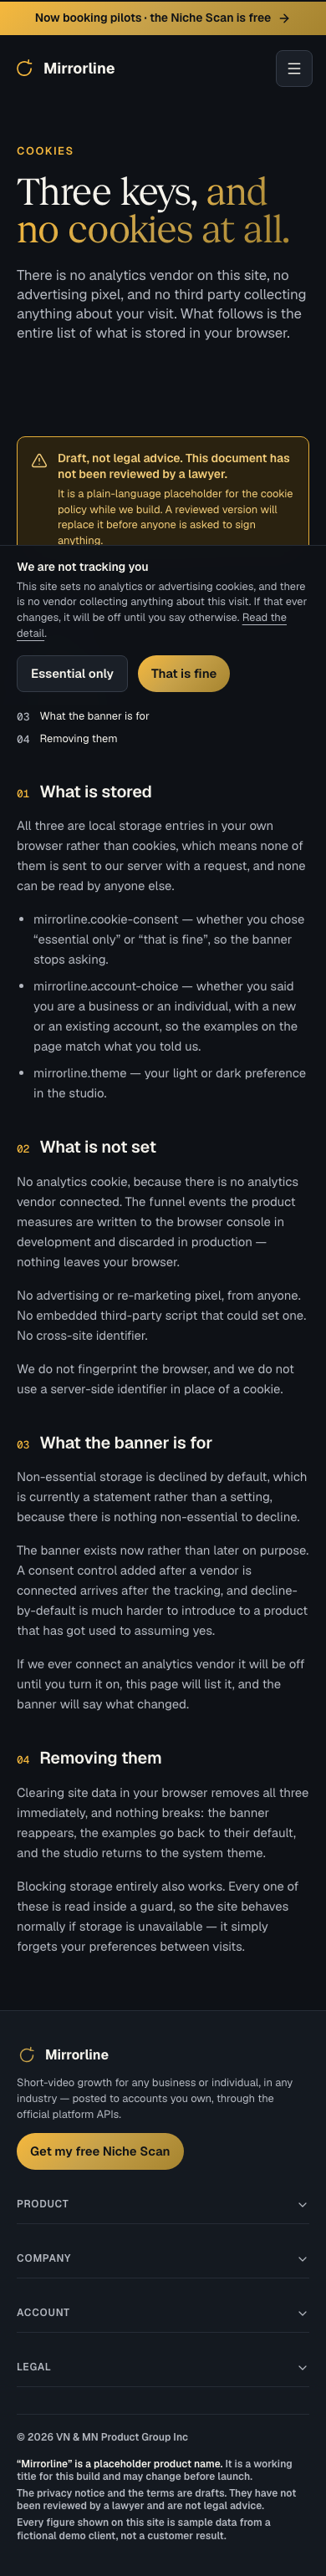 Now booking pilots · the Niche Scan is free →
Mirrorline
COOKIES
Three keys, and
no cookies at all.
There is no analytics vendor on this site, no
advertising pixel, and no third party collecting
anything about your visit. What follows is the
entire list of what is stored in your browser.
Draft, not legal advice. This document has
not been reviewed by a lawyer.
It is a plain-language placeholder for the cookie
policy while we build. A reviewed version will
replace it before anyone is asked to sign
anything.
We are not tracking you
This site sets no analytics or advertising cookies, and there
is no vendor collecting anything about this visit. If that ever
changes, it will be off until you say otherwise. Read the
detail.
Essential only
That is fine
03 What the banner is for
04 Removing them
01 What is stored
All three are local storage entries in your own
browser rather than cookies, which means none of
them is sent to our server with a request, and none
can be read by anyone else.
• mirrorline.cookie-consent — whether you chose
“essential only” or “that is fine”, so the banner
stops asking.
• mirrorline.account-choice — whether you said
you are a business or an individual, with a new
or an existing account, so the examples on the
page match what you told us.
• mirrorline.theme — your light or dark preference
in the studio.
02 What is not set
No analytics cookie, because there is no analytics
vendor connected. The funnel events the product
measures are written to the browser console in
development and discarded in production —
nothing leaves your browser.
No advertising or re-marketing pixel, from anyone.
No embedded third-party script that could set one.
No cross-site identifier.
We do not fingerprint the browser, and we do not
use a server-side identifier in place of a cookie.
03 What the banner is for
Non-essential storage is declined by default, which
is currently a statement rather than a setting,
because there is nothing non-essential to decline.
The banner exists now rather than later on purpose.
A consent control added after a vendor is
connected arrives after the tracking, and decline-
by-default is much harder to introduce to a product
that has got used to assuming yes.
If we ever connect an analytics vendor it will be off
until you turn it on, this page will list it, and the
banner will say what changed.
04 Removing them
Clearing site data in your browser removes all three
immediately, and nothing breaks: the banner
reappears, the examples go back to their default,
and the studio returns to the system theme.
Blocking storage entirely also works. Every one of
these is read inside a guard, so the site behaves
normally if storage is unavailable — it simply
forgets your preferences between visits.
Mirrorline
Short-video growth for any business or individual, in any
industry — posted to accounts you own, through the
official platform APIs.
Get my free Niche Scan
PRODUCT
COMPANY
ACCOUNT
LEGAL
© 2026 VN & MN Product Group Inc
“Mirrorline” is a placeholder product name. It is a working
title for this build and may change before launch.
The privacy notice and the terms are drafts. They have not
been reviewed by a lawyer and are not legal advice.
Every figure shown on this site is sample data from a
fictional demo client, not a customer result.